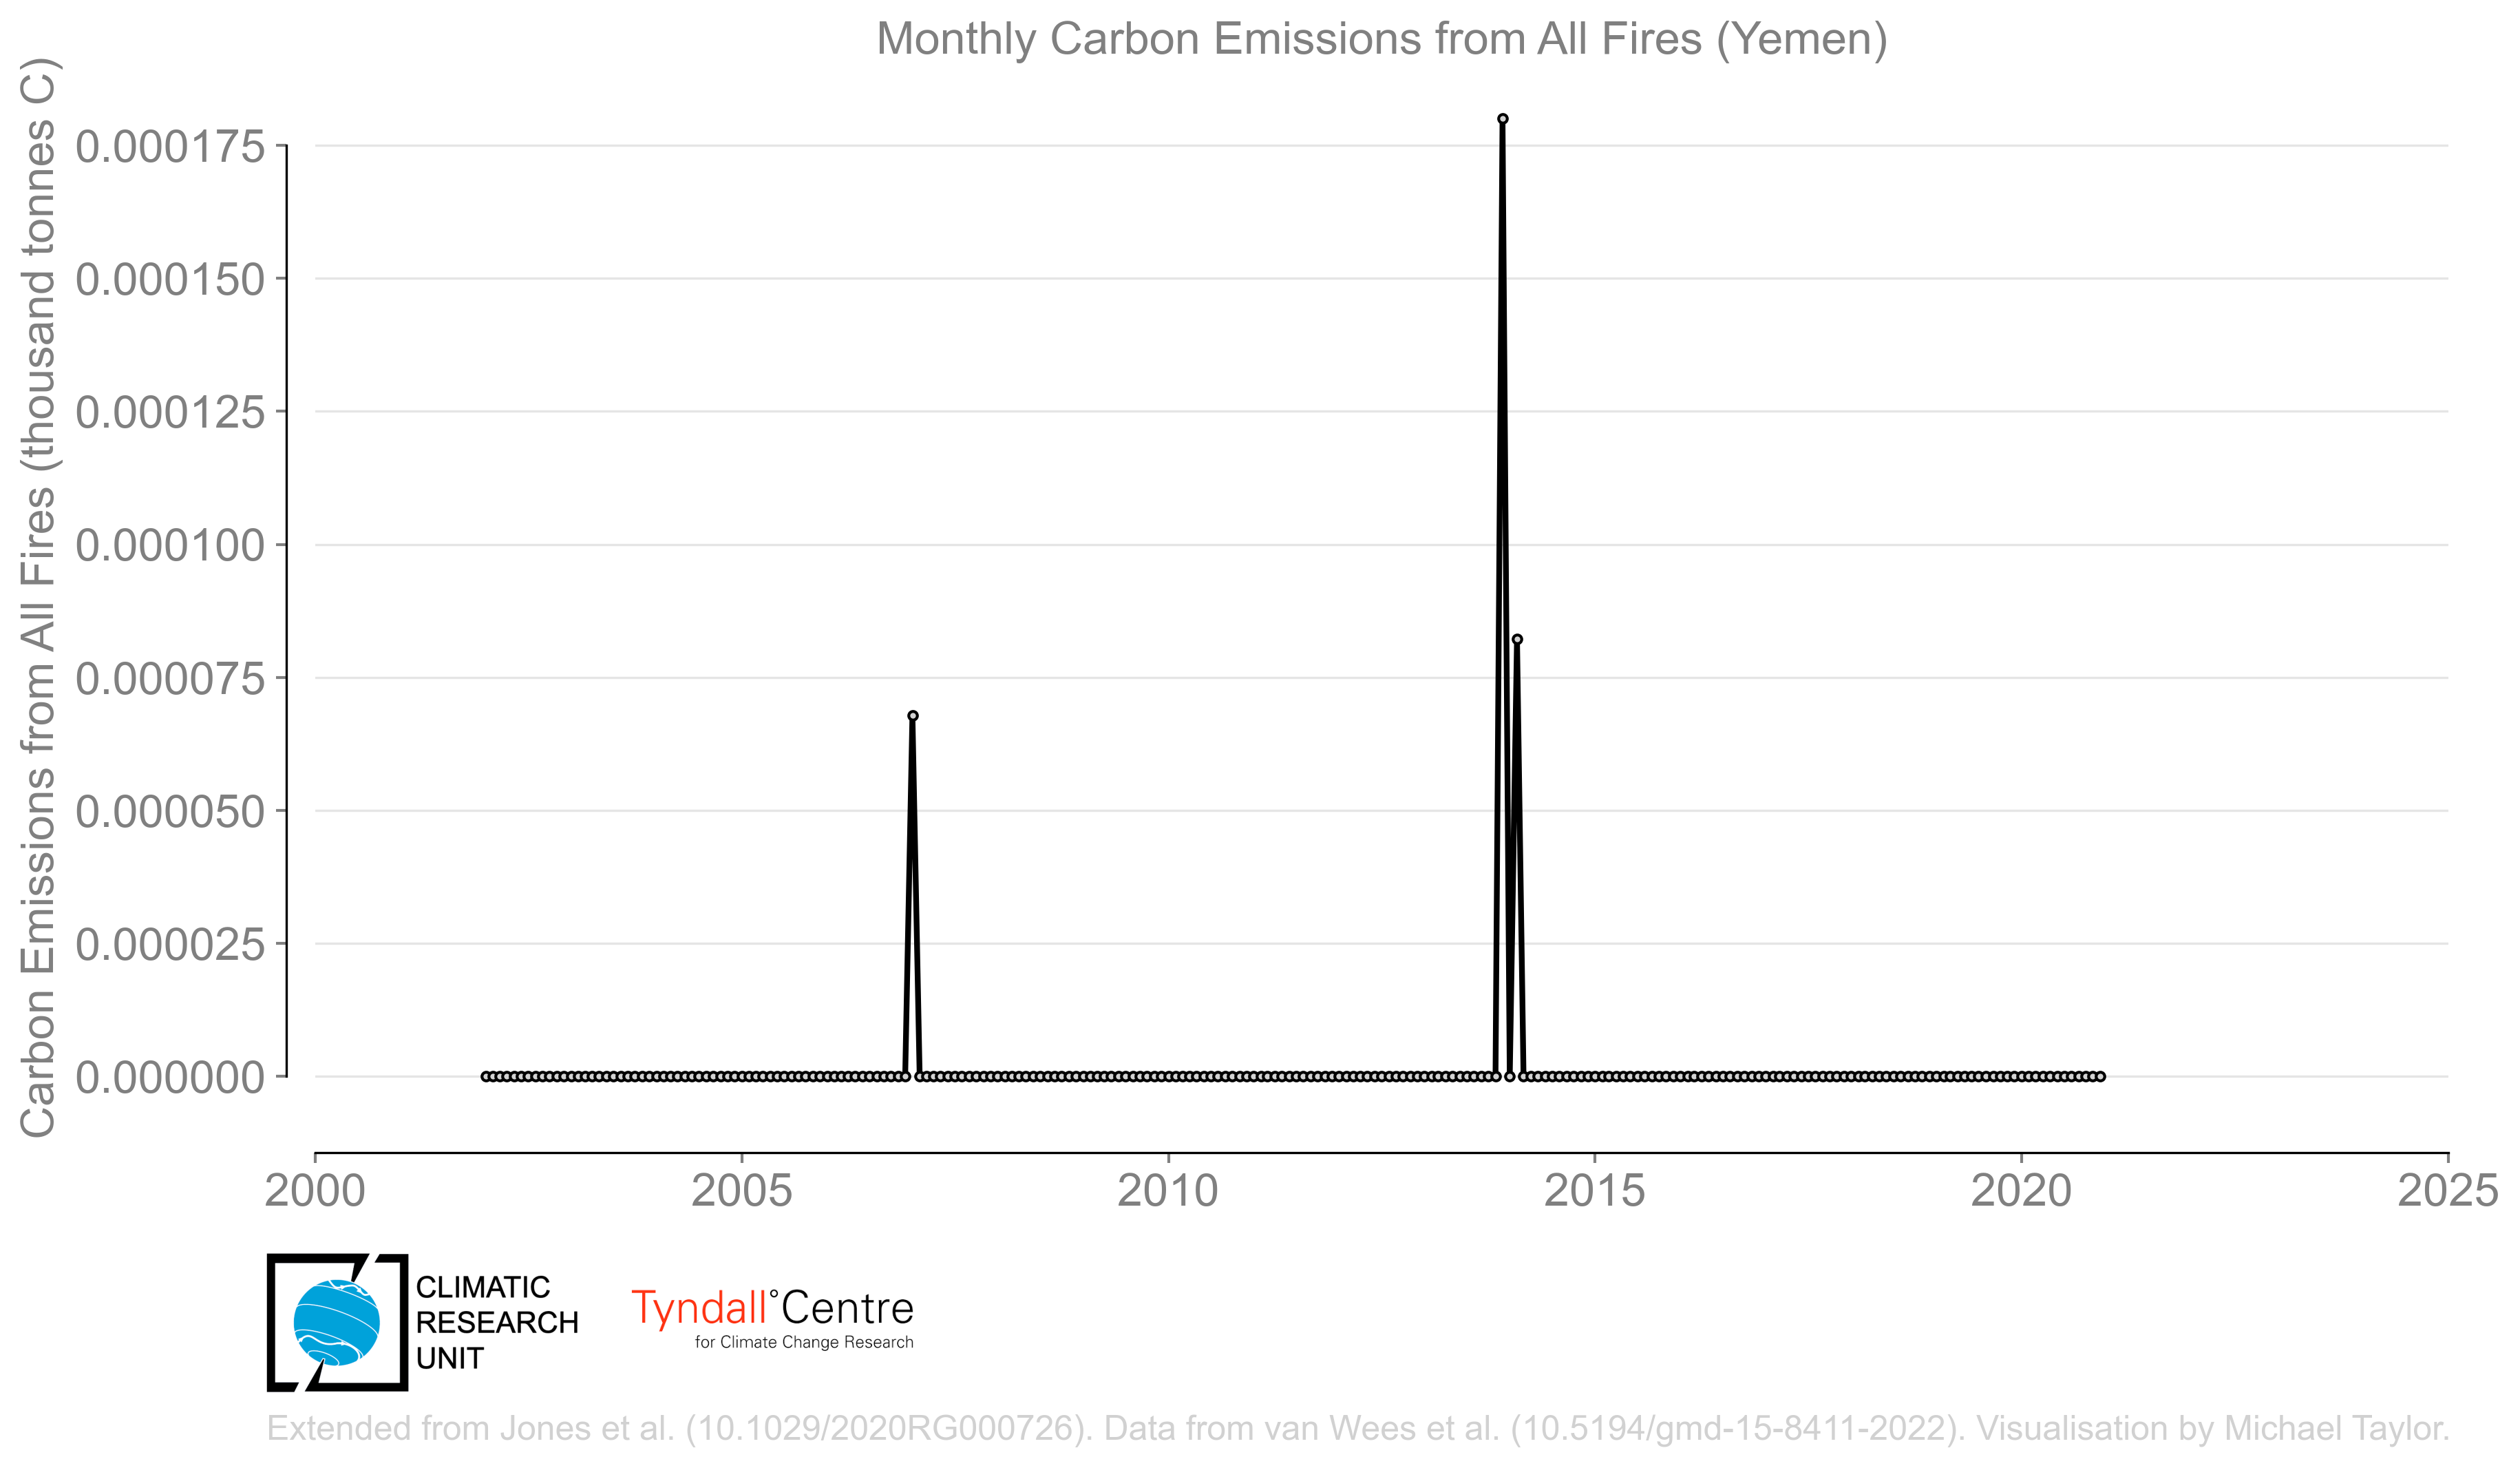 Monthly Carbon Emissions from All Fires (Yemen)
Carbon Emissions from All Fires (thousand tonnes C)
0.000175
0.000150
0.000125
0.000100
0.000075
0.000050
0.000025
0.000000
2000 2005 2010 2015 2020 2025
CLIMATIC
RESEARCH
UNIT
Tyndall°Centre
for Climate Change Research
Extended from Jones et al. (10.1029/2020RG000726). Data from van Wees et al. (10.5194/gmd-15-8411-2022). Visualisation by Michael Taylor.